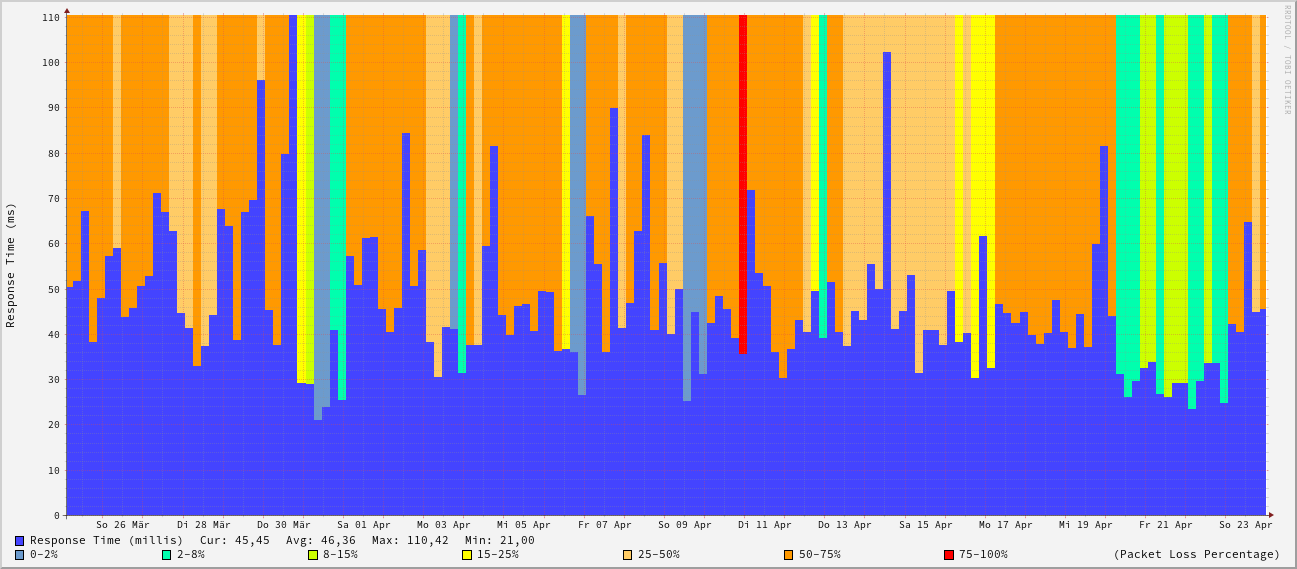 110
100
90
80
70
60
50
40
30
20
10
0
Response Time (ms)
RRDTOOL / TOBI OETIKER
So 26 Mär Di 28 Mär Do 30 Mär Sa 01 Apr Mo 03 Apr Mi 05 Apr Fr 07 Apr So 09 Apr Di 11 Apr Do 13 Apr Sa 15 Apr Mo 17 Apr Mi 19 Apr Fr 21 Apr So 23 Apr
Response Time (millis) Cur: 45,45 Avg: 46,36 Max: 110,42 Min: 21,00
0-2% 2-8% 8-15% 15-25% 25-50% 50-75% 75-100% (Packet Loss Percentage)